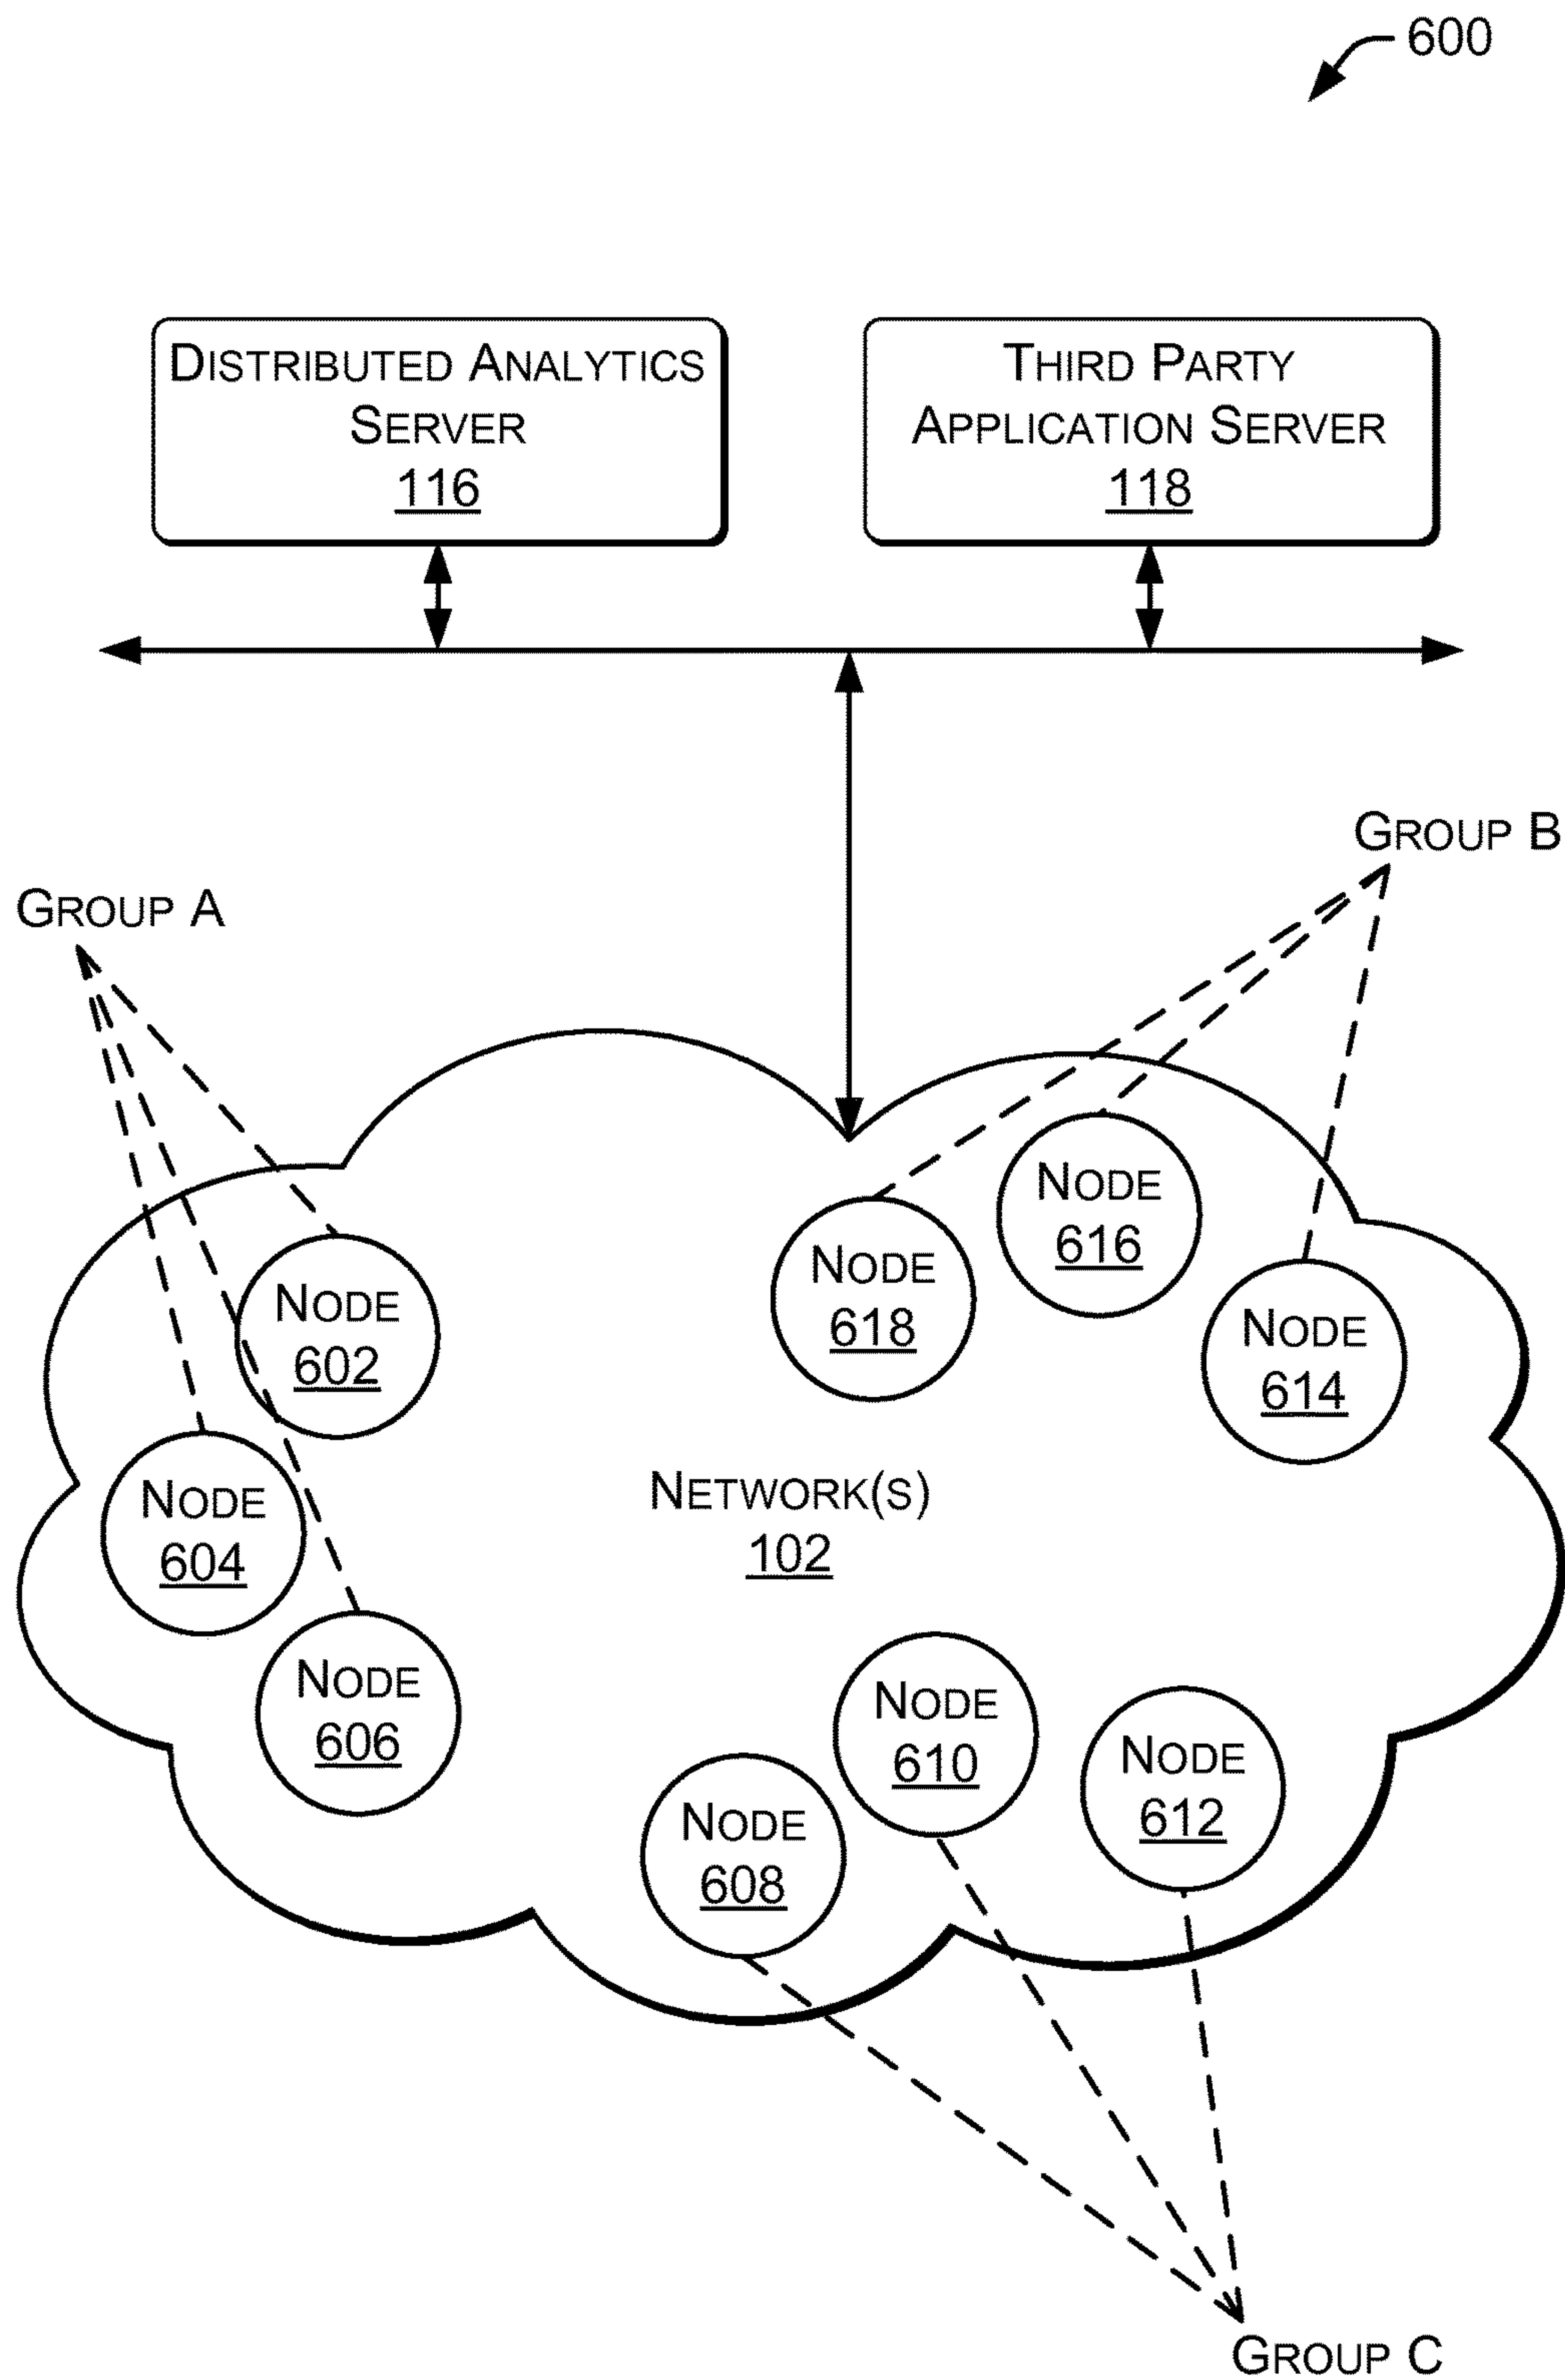 600
DISTRIBUTED ANALYTICS
SERVER
116
THIRD PARTY
APPLICATION SERVER
118
GROUP B
GROUP A
NODE
616
NODE
618
NODE
614
NODE
602
NODE
604
NETWORK(S)
102
NODE
606
NODE
610
NODE
612
NODE
608
GROUP C